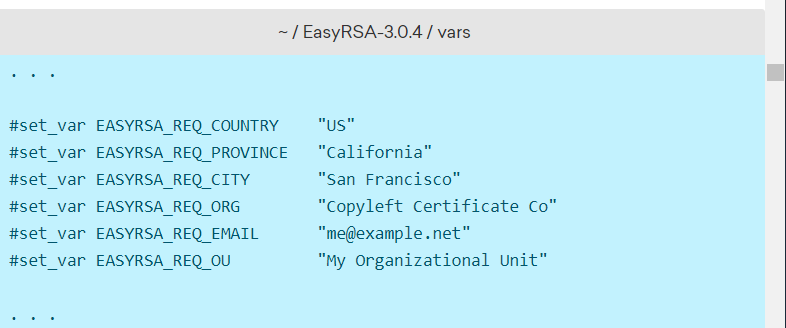 ~ / EasyRSA-3.0.4 / vars
. . .
#set_var EASYRSA_REQ_COUNTRY    "US"
#set_var EASYRSA_REQ_PROVINCE   "California"
#set_var EASYRSA_REQ_CITY       "San Francisco"
#set_var EASYRSA_REQ_ORG        "Copyleft Certificate Co"
#set_var EASYRSA_REQ_EMAIL      "me@example.net"
#set_var EASYRSA_REQ_OU         "My Organizational Unit"
. . .